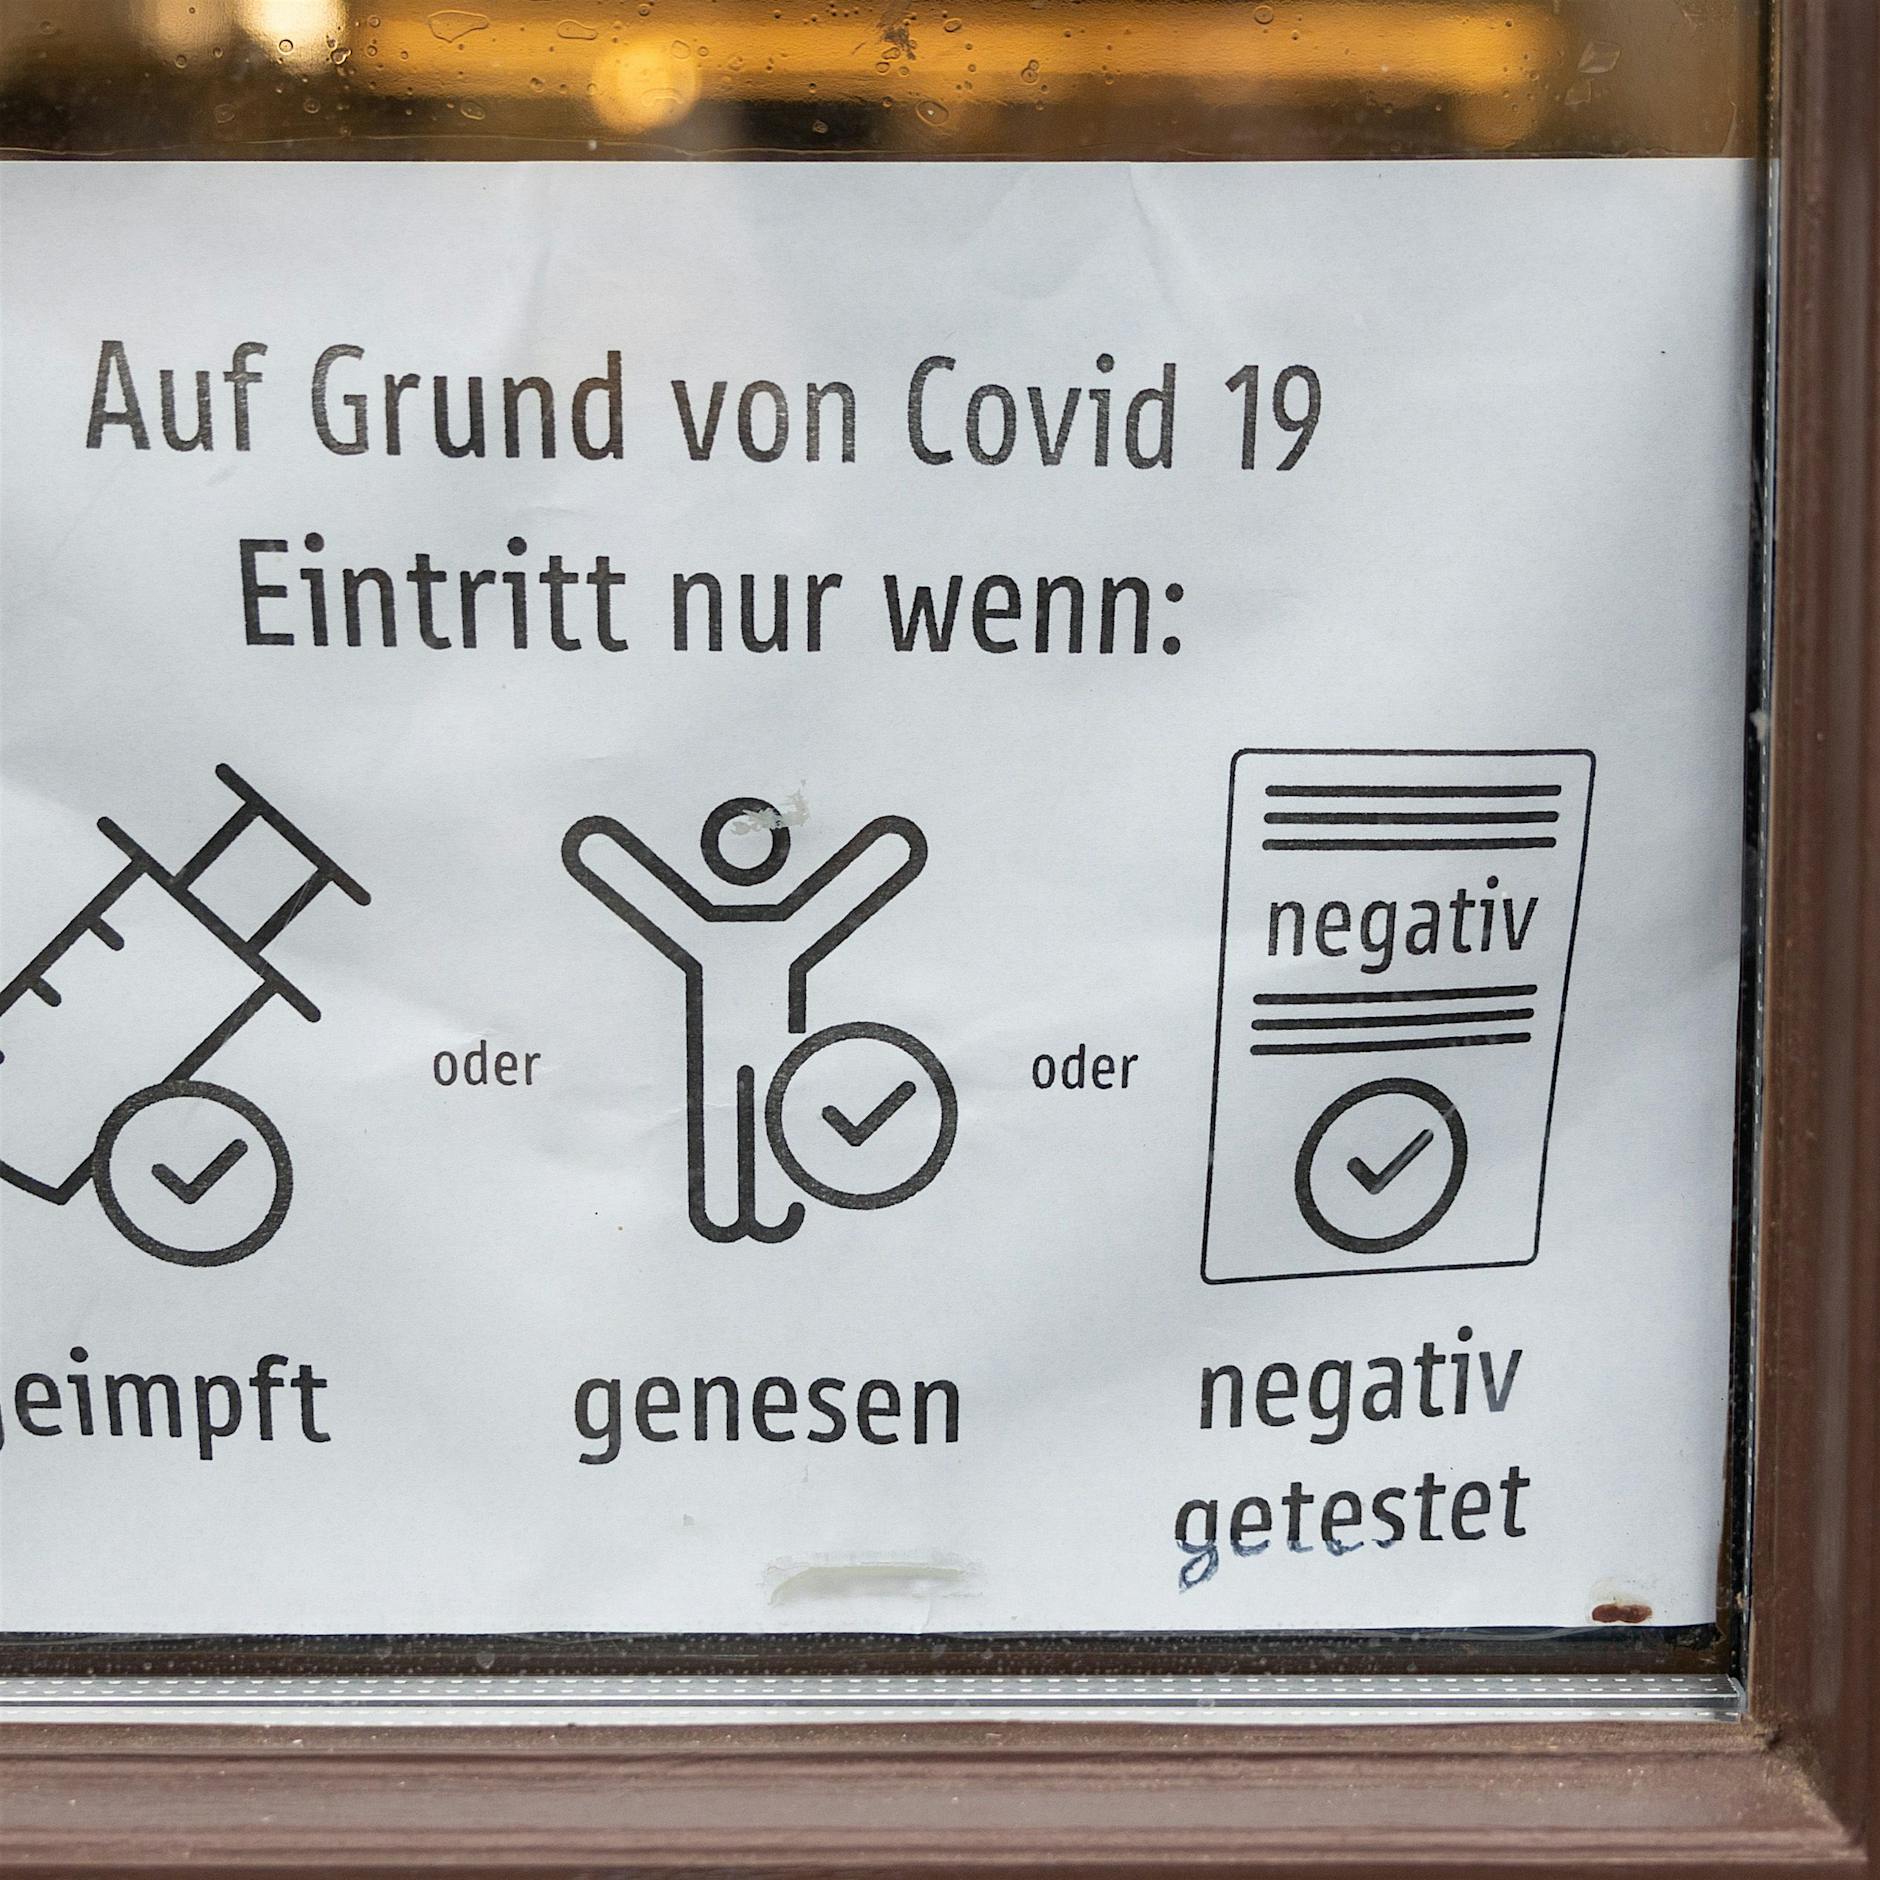 Auf Grund von Covid 19
Eintritt nur wenn:
negativ
oder oder
geimpft genesen negativ
getestet